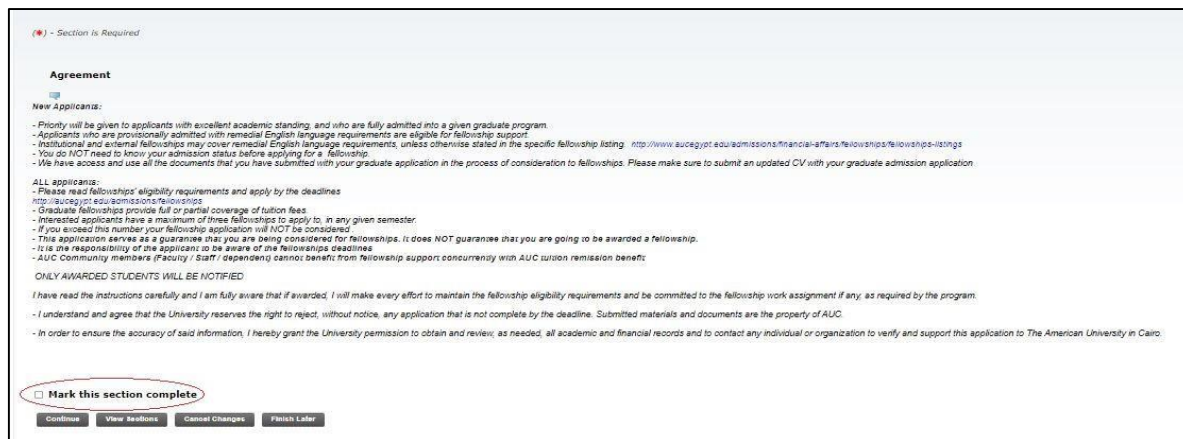 (*) - Section is Required
Agreement
New Applicants:
- Priority will be given to applicants with excellent academic standing, and who are fully admitted into a given graduate program.
- Applicants who are provisionally admitted with remedial English language requirements are eligible for fellowship support
- Institutional and external fellowships may cover remedial English language requirements, unless otherwise stated in the specific fellowship listing. http://www.aucegypt.edu/admissions/financial-affairs/fellowships/fellowships-listings
- You do NOT need to know your admission status before applying for a fellowship.
- We have access and use all the documents that you have submitted with your graduate application in the process of consideration to fellowships. Please make sure to submit an updated CV with your graduate admission application
ALL applicants:
- Please read fellowships' eligibility requirements and apply by the deadlines
http://aucegypt.edu/admissions/fellowships
- Graduate fellowships provide full or partial coverage of tuition fees.
- Interested applicants have a maximum of three fellowships to apply to, in any given semester.
- If you exceed this number your fellowship application will NOT be considered .
- This application serves as a guarantee that you are being considered for fellowships. It does NOT guarantee that you are going to be awarded a fellowship.
- It is the responsibility of the applicant to be aware of the fellowships deadlines
- AUC Community members (Faculty / Staff / dependent) cannot benefit from fellowship support concurrently with AUC tuition remission benefit
ONLY AWARDED STUDENTS WILL BE NOTIFIED
I have read the instructions carefully and I am fully aware that if awarded, I will make every effort to maintain the fellowship eligibility requirements and be committed to the fellowship work assignment if any, as required by the program.
- I understand and agree that the University reserves the right to reject, without notice, any application that is not complete by the deadline. Submitted materials and documents are the property of AUC.
- In order to ensure the accuracy of said information, I hereby grant the University permission to obtain and review, as needed, all academic and financial records and to contact any individual or organization to verify and support this application to The American University in Cairo.
Mark this section complete
Continue View Sections Cancel Changes Finish Later